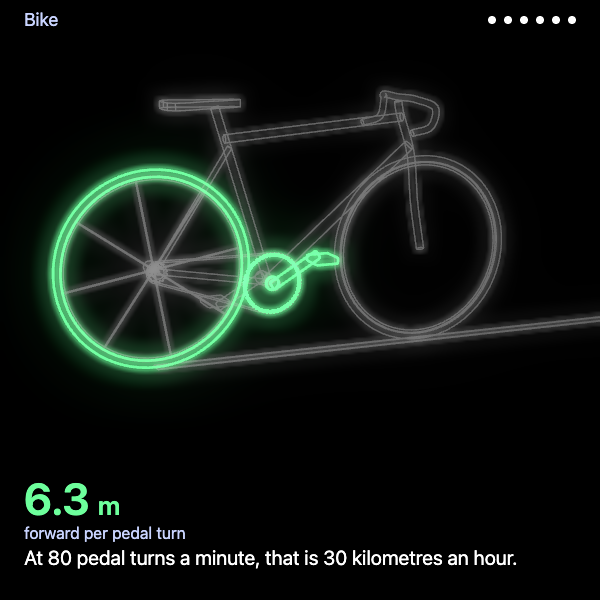 Bike
6.3 m
forward per pedal turn
At 80 pedal turns a minute, that is 30 kilometres an hour.